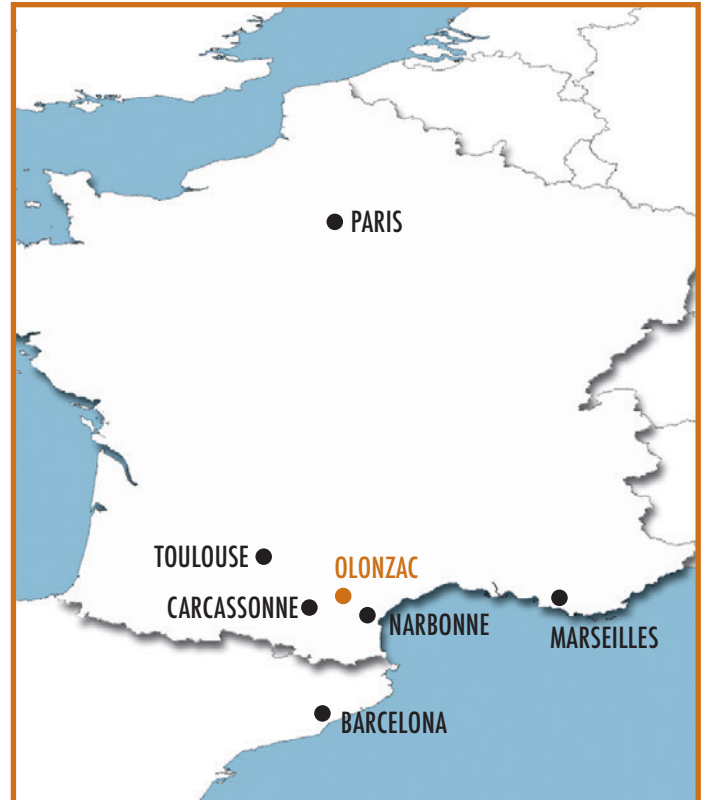 PARIS
TOULOUSE
OLONZAC
CARCASSONNE
NARBONNE
MARSEILLES
BARCELONA